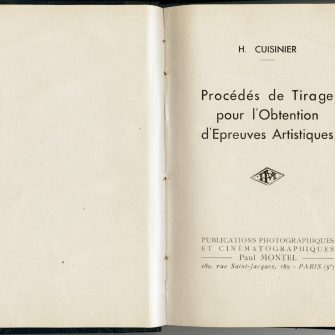 H. CUISINIER
Procédés de Tirage
pour l'Obtention
d'Epreuves Artistiques
PUBLICATIONS PHOTOGRAPHIQUES
ET CINÉMATOGRAPHIQUES
Paul MONTEL
189, rue Saint-Jacques, 189 - PARIS (5e)